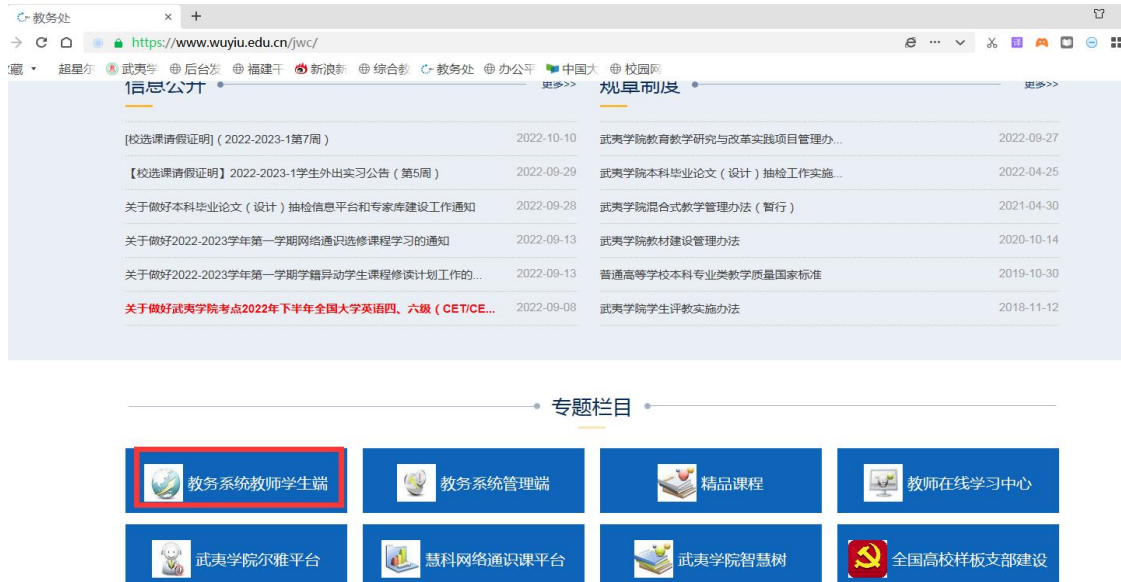 教务处
https://www.wuyiu.edu.cn/jwc/
藏 超星尔 武夷学 后台发 福建干 新浪新 综合教 教务处 办公平 中国大 校园网
信息公开 更多>>
[校选课请假证明]（2022-2023-1第7周） 2022-10-10
【校选课请假证明】2022-2023-1学生外出实习公告（第5周） 2022-09-29
关于做好本科毕业论文（设计）抽检信息平台和专家库建设工作通知 2022-09-28
关于做好2022-2023学年第一学期网络通识选修课程学习的通知 2022-09-13
关于做好2022-2023学年第一学期学籍异动学生课程修读计划工作的... 2022-09-13
关于做好武夷学院考点2022年下半年全国大学英语四、六级（CET/CE... 2022-09-08
规章制度 更多>>
武夷学院教育教学研究与改革实践项目管理办... 2022-09-27
武夷学院本科毕业论文（设计）抽检工作实施... 2022-04-25
武夷学院混合式教学管理办法（暂行） 2021-04-30
武夷学院教材建设管理办法 2020-10-14
普通高等学校本科专业类教学质量国家标准 2019-10-30
武夷学院学生评教实施办法 2018-11-12
专题栏目
教务系统教师学生端 教务系统管理端 精品课程 教师在线学习中心
武夷学院尔雅平台 慧科网络通识课平台 武夷学院智慧树 全国高校样板支部建设